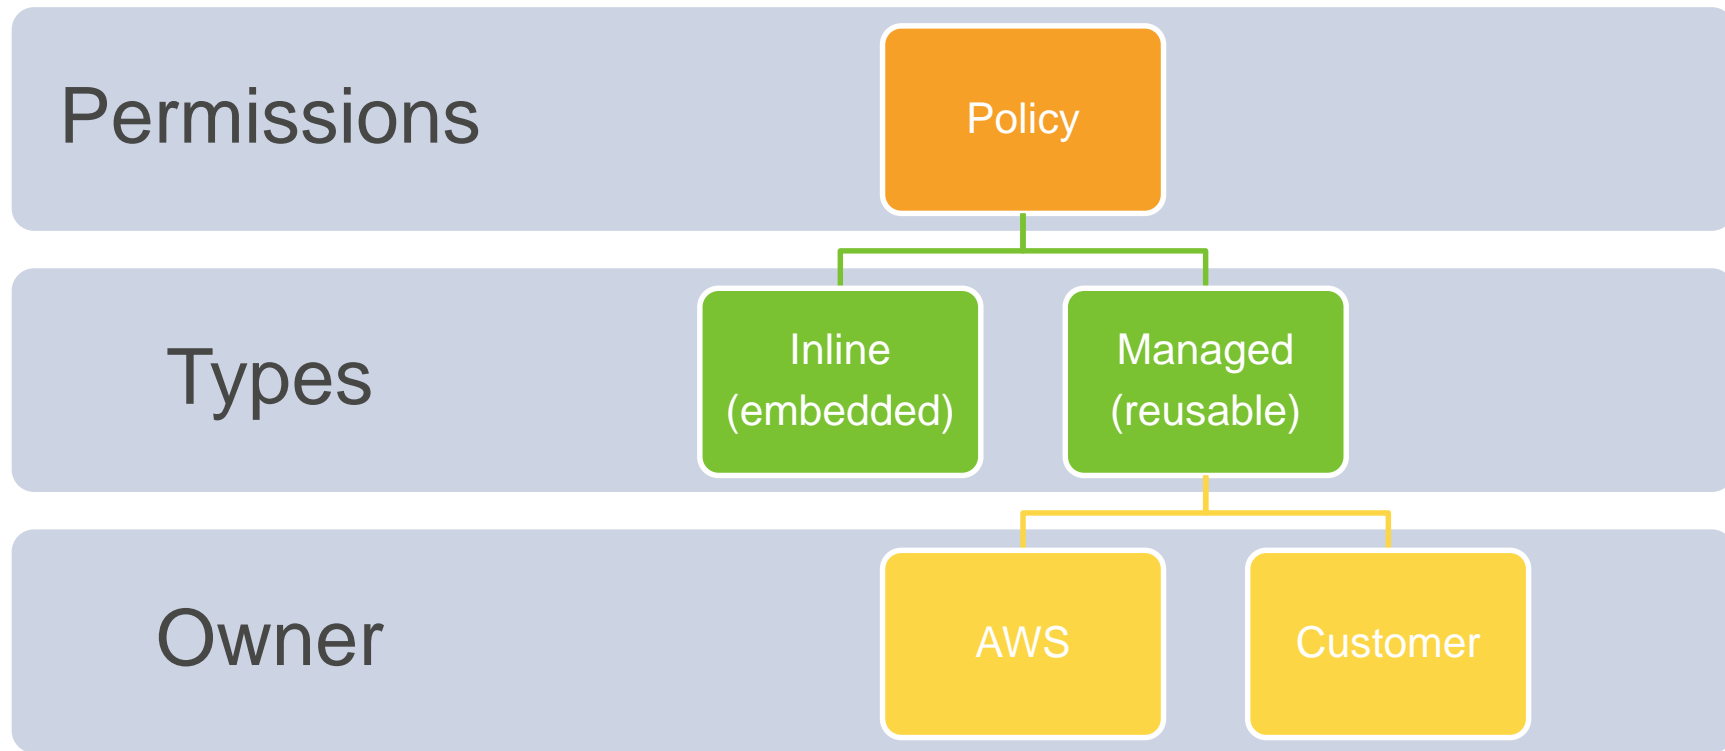 Permissions
Policy
Types
Inline
(embedded)
Managed
(reusable)
Owner
AWS
Customer